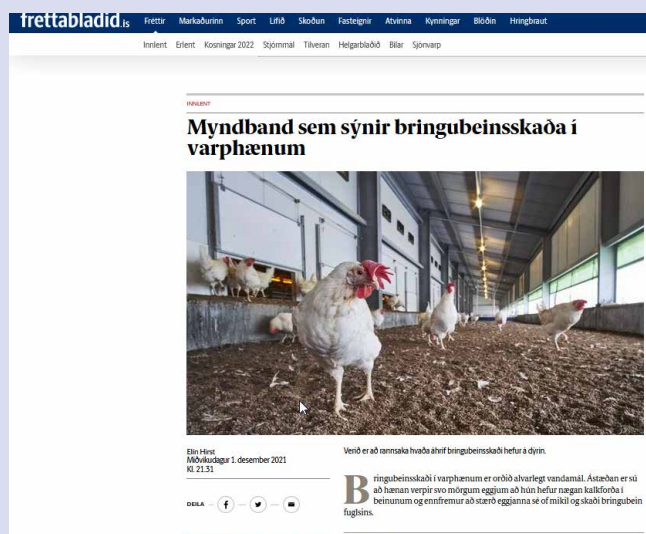 frettabladid.is Fréttir Markaðurinn Sport Lífið Skoðun Fasteignir Atvinna Kynningar Blöðin Hringbraut
Innlent Erlent Kosningar 2022 Stjórnmál Tilveran Helgarblaðið Bílar Sjónvarp
INNLENT
Myndband sem sýnir bringubeinsskaða í
varphænum
Elín Hirst
Miðvikudagur 1. desember 2021
Kl. 21.31
DEILA
Verið er að rannsaka hvaða áhrif bringubeinsskaði hefur á dýrin.
Bringubeinsskaði í varphænum er orðið alvarlegt vandamál. Ástæðan er sú
að hænan verpir svo mörgum eggjum að hún hefur nægan kalkforða í
beinunum og ennfremur að stærð eggjanna sé of mikil og skaði bringubein
fuglsins.